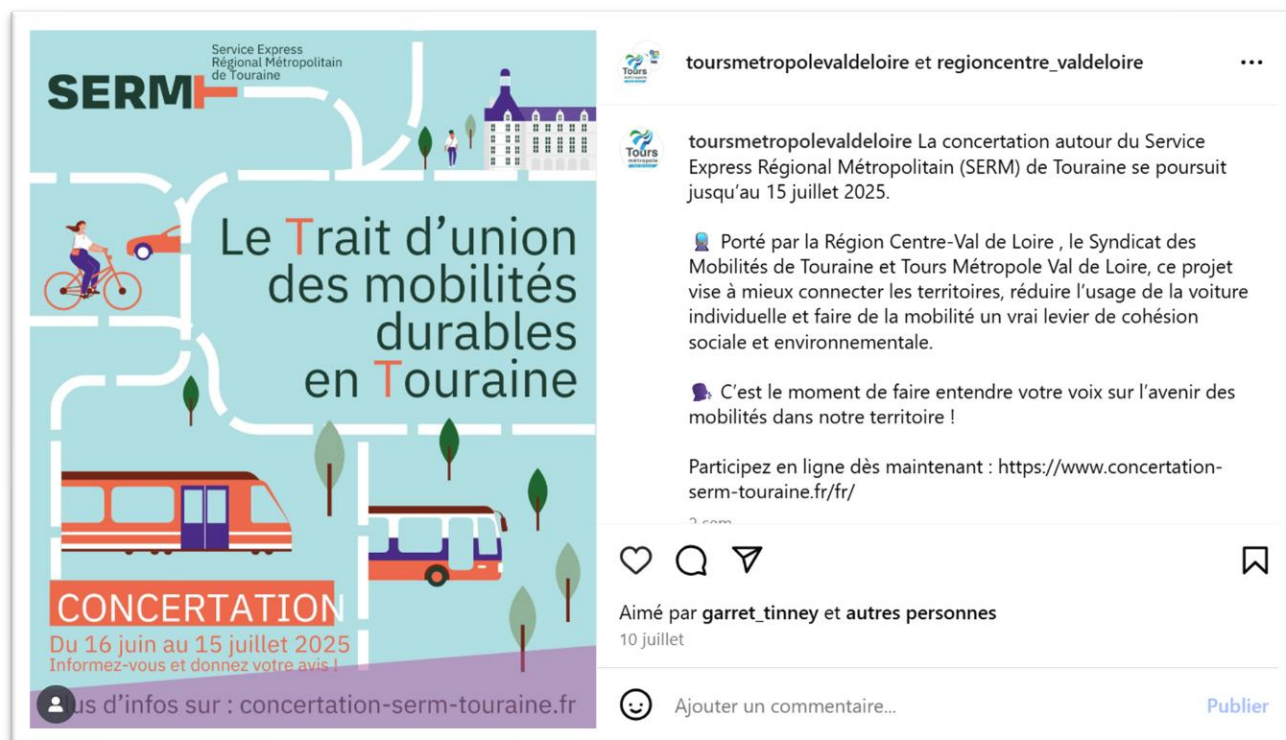 SERMT
Service Express
Régional Métropolitain
de Touraine
Le Trait d'union
des mobilités
durables
en Touraine
CONCERTATION
Du 16 juin au 15 juillet 2025
Informez-vous et donnez votre avis !
us d'infos sur : concertation-serm-touraine.fr
Tours
métropole
toursmetropolevaldeloire et regioncentre_valdeloire
Tours
métropole
toursmetropolevaldeloire La concertation autour du Service
Express Régional Métropolitain (SERM) de Touraine se poursuit
jusqu'au 15 juillet 2025.
Porté par la Région Centre-Val de Loire , le Syndicat des
Mobilités de Touraine et Tours Métropole Val de Loire, ce projet
vise à mieux connecter les territoires, réduire l'usage de la voiture
individuelle et faire de la mobilité un vrai levier de cohésion
sociale et environnementale.
C'est le moment de faire entendre votre voix sur l'avenir des
mobilités dans notre territoire !
Participez en ligne dès maintenant : https://www.concertation-
serm-touraine.fr/fr/
2 sem
Aimé par garret_tinney et autres personnes
10 juillet
Ajouter un commentaire...
Publier